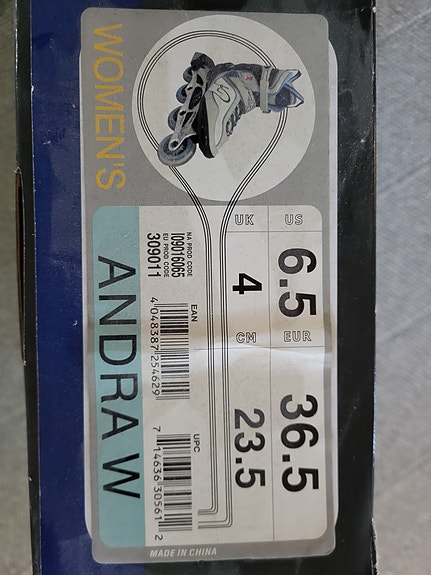 US 6.5 EUR 36.5
UK 4 CM 23.5
NA PROD CODE
I09018065
EU PROD CODE
309011
EAN
4 048387 254629
UPC
7 14636 30561 2
WOMEN'S
ANDRA W
MADE IN CHINA